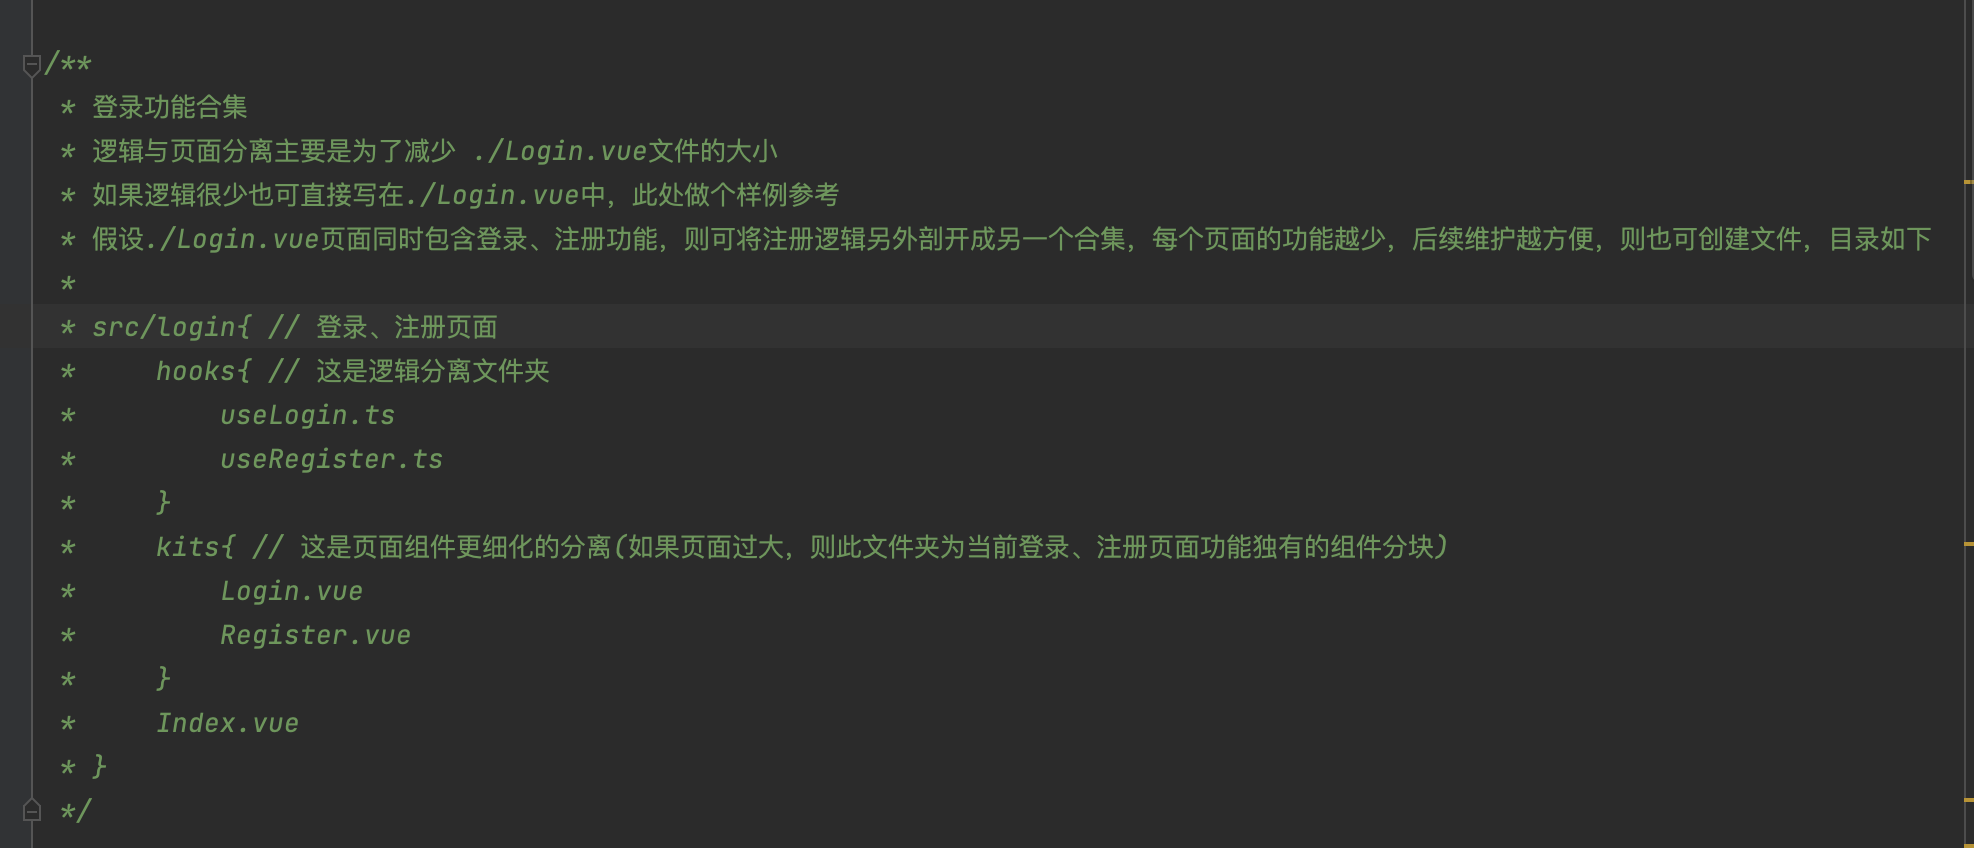 /**
 * 登录功能合集
 * 逻辑与页面分离主要是为了减少 ./Login.vue文件的大小
 * 如果逻辑很少也可直接写在./Login.vue中，此处做个样例参考
 * 假设./Login.vue页面同时包含登录、注册功能，则可将注册逻辑另外剖开成另一个合集，每个页面的功能越少，后续维护越方便，则也可创建文件，目录如下
 *
 * src/login{ // 登录、注册页面
 *     hooks{ // 这是逻辑分离文件夹
 *         useLogin.ts
 *         useRegister.ts
 *     }
 *     kits{ // 这是页面组件更细化的分离(如果页面过大，则此文件夹为当前登录、注册页面功能独有的组件分块)
 *         Login.vue
 *         Register.vue
 *     }
 *     Index.vue
 * }
 */